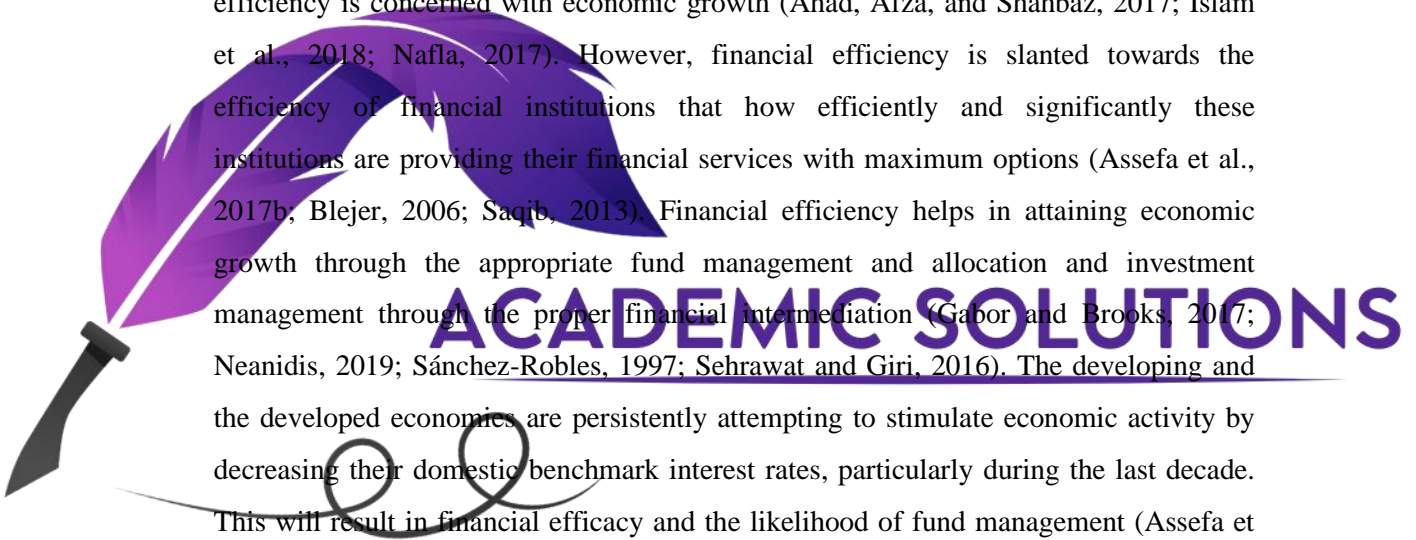 efficiency is concerned with economic growth (Ahad, Afza, and Shahbaz, 2017; Islam
et al., 2018; Nafla, 2017). However, financial efficiency is slanted towards the
efficiency of financial institutions that how efficiently and significantly these
institutions are providing their financial services with maximum options (Assefa et al.,
2017b; Blejer, 2006; Saqib, 2013). Financial efficiency helps in attaining economic
growth through the appropriate fund management and allocation and investment
management through the proper financial intermediation (Gabor and Brooks, 2017;
ACADEMIC SOLUTIONS
Neanidis, 2019; Sánchez-Robles, 1997; Sehrawat and Giri, 2016). The developing and
the developed economies are persistently attempting to stimulate economic activity by
decreasing their domestic benchmark interest rates, particularly during the last decade.
This will result in financial efficacy and the likelihood of fund management (Assefa et